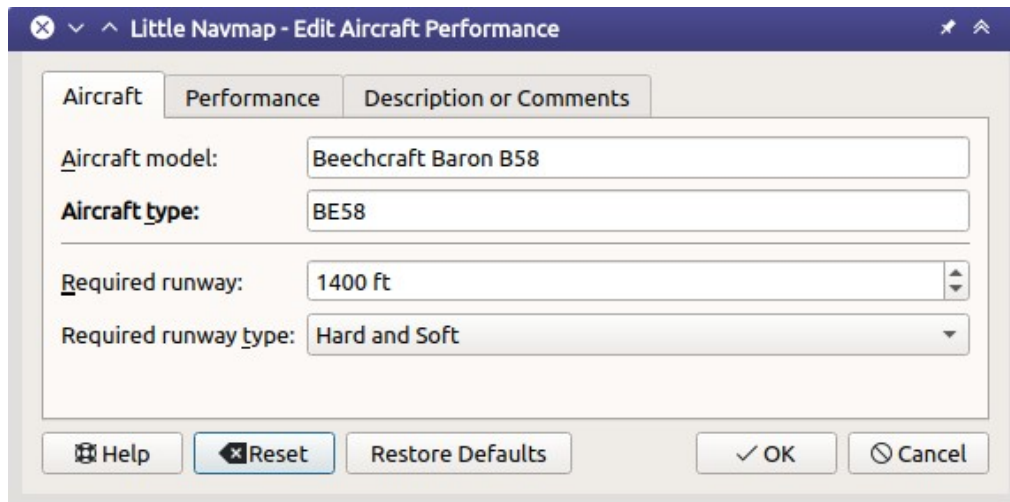 Little Navmap - Edit Aircraft Performance
Aircraft Performance Description or Comments
Aircraft model: Beechcraft Baron B58
Aircraft type: BE58
Required runway: 1400 ft
Required runway type: Hard and Soft
Help Reset Restore Defaults OK Cancel